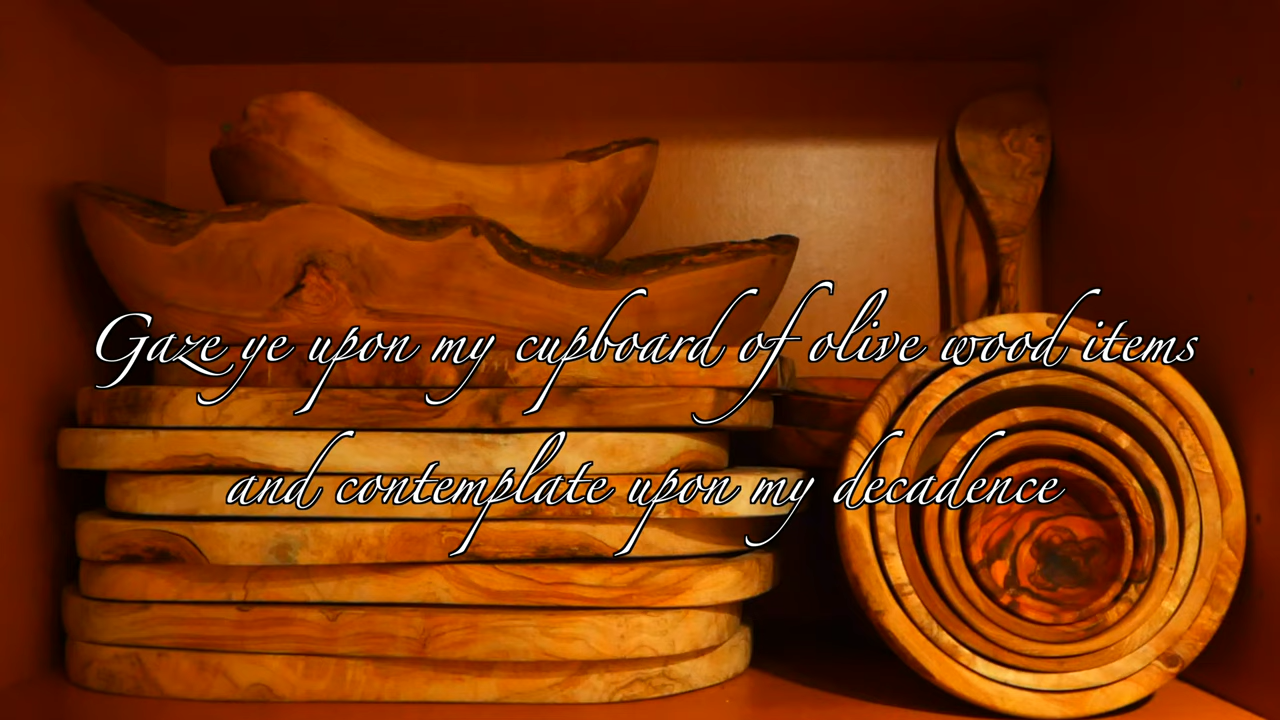 Gaze ye upon my cupboard of olive wood items
and contemplate upon my decadence